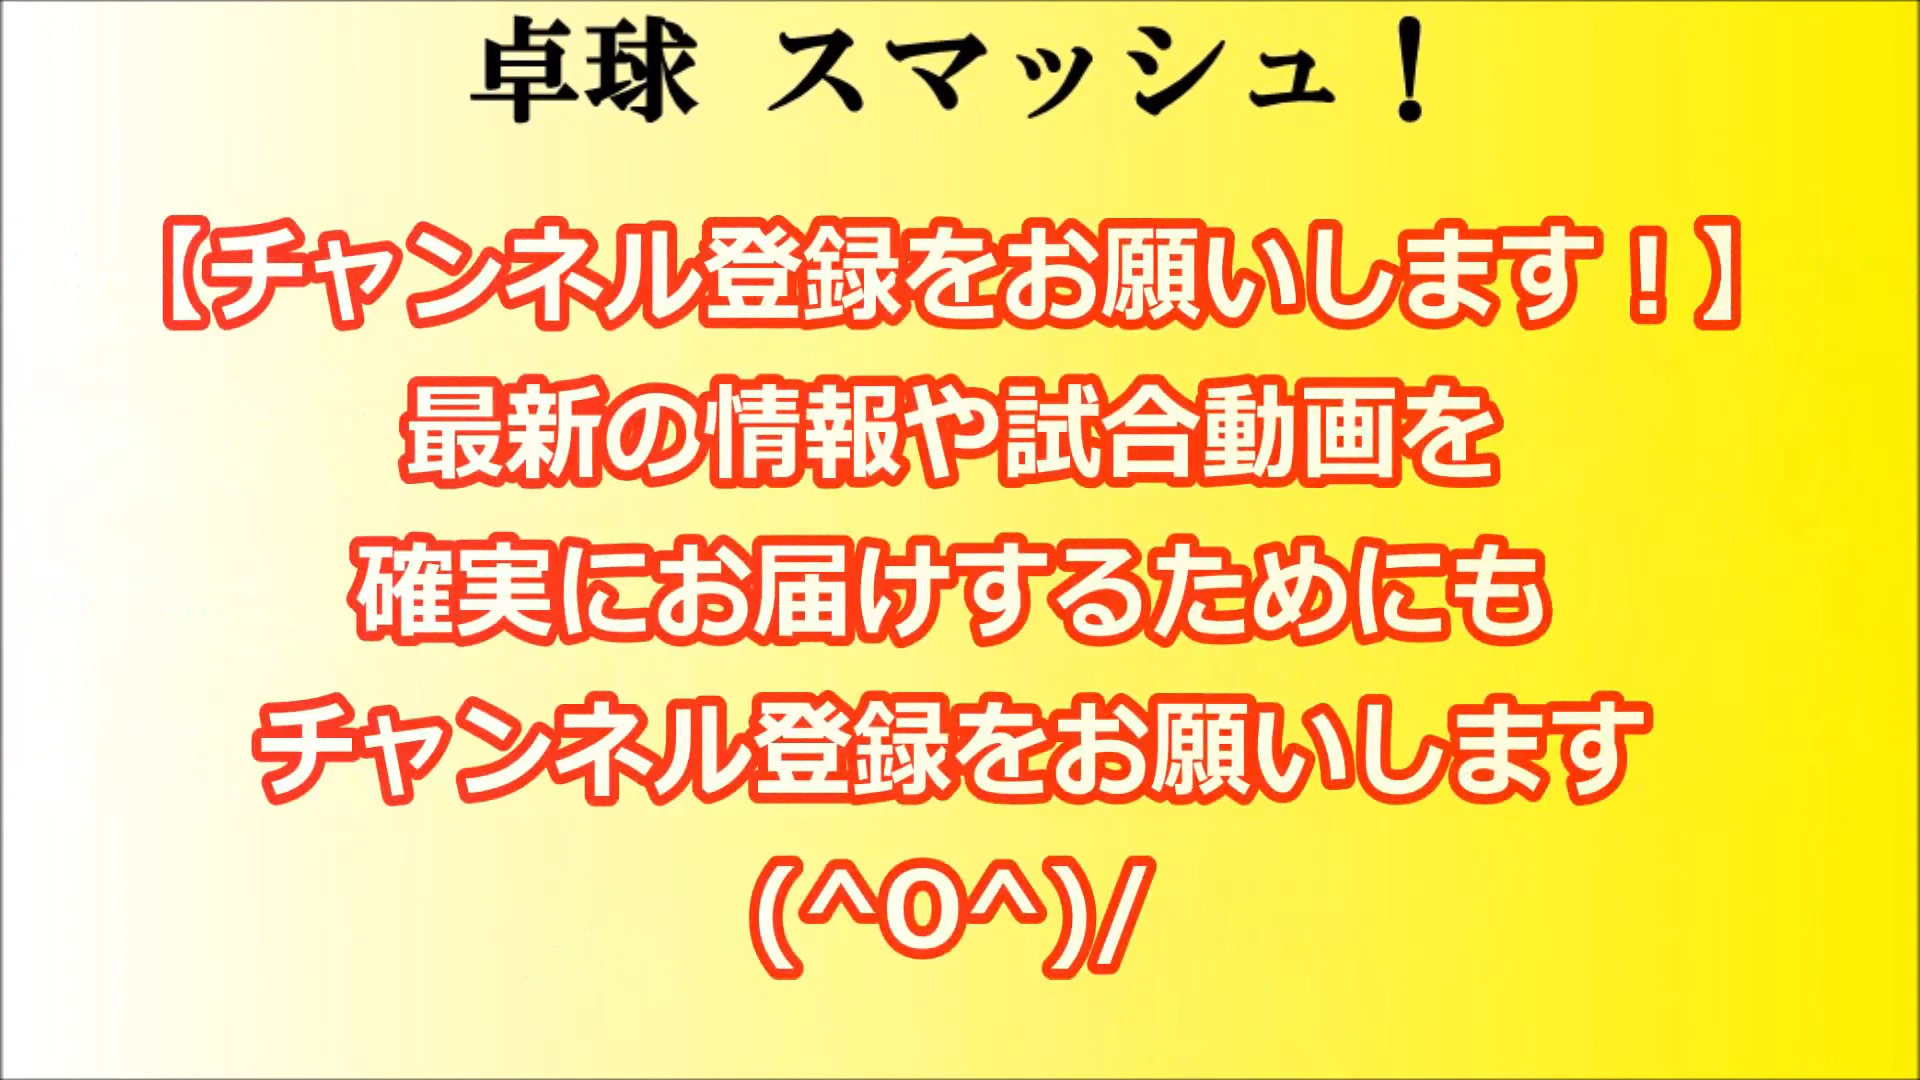 卓球 スマッシュ！
【チャンネル登録をお願いします！】
最新の情報や試合動画を
確実にお届けするためにも
チャンネル登録をお願いします
(^O^)/